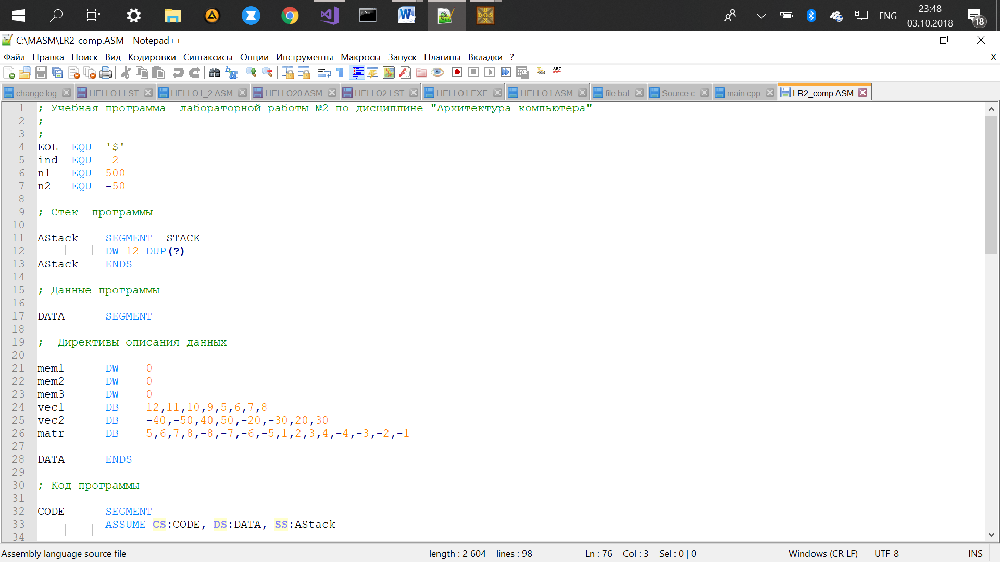 ENG
23:48
03.10.2018
18
C:\MASM\LR2_comp.ASM - Notepad++
Файл Правка Поиск Вид Кодировки Синтаксисы Опции Инструменты Макросы Запуск Плагины Вкладки ? X
change.log HELLO1.LST HELLO1_2.ASM HELLO20.ASM HELLO2.LST HELLO1.EXE HELLO1.ASM file.bat Source.c main.cpp LR2_comp.ASM
1 ; Учебная программа  лабораторной работы №2 по дисциплине "Архитектура компьютера"
2 ;
3 ;
4 EOL  EQU  '$'
5 ind  EQU   2
6 n1   EQU  500
7 n2   EQU  -50
8
9 ; Стек  программы
10
11 AStack    SEGMENT  STACK
12           DW 12 DUP(?)
13 AStack    ENDS
14
15 ; Данные программы
16
17 DATA      SEGMENT
18
19 ;  Директивы описания данных
20
21 mem1      DW    0
22 mem2      DW    0
23 mem3      DW    0
24 vec1      DB    12,11,10,9,5,6,7,8
25 vec2      DB    -40,-50,40,50,-20,-30,20,30
26 matr      DB    5,6,7,8,-8,-7,-6,-5,1,2,3,4,-4,-3,-2,-1
27
28 DATA      ENDS
29
30 ; Код программы
31
32 CODE      SEGMENT
33           ASSUME CS:CODE, DS:DATA, SS:AStack
34
Assembly language source file length : 2 604 lines : 98 Ln : 76 Col : 3 Sel : 0 | 0 Windows (CR LF) UTF-8 INS